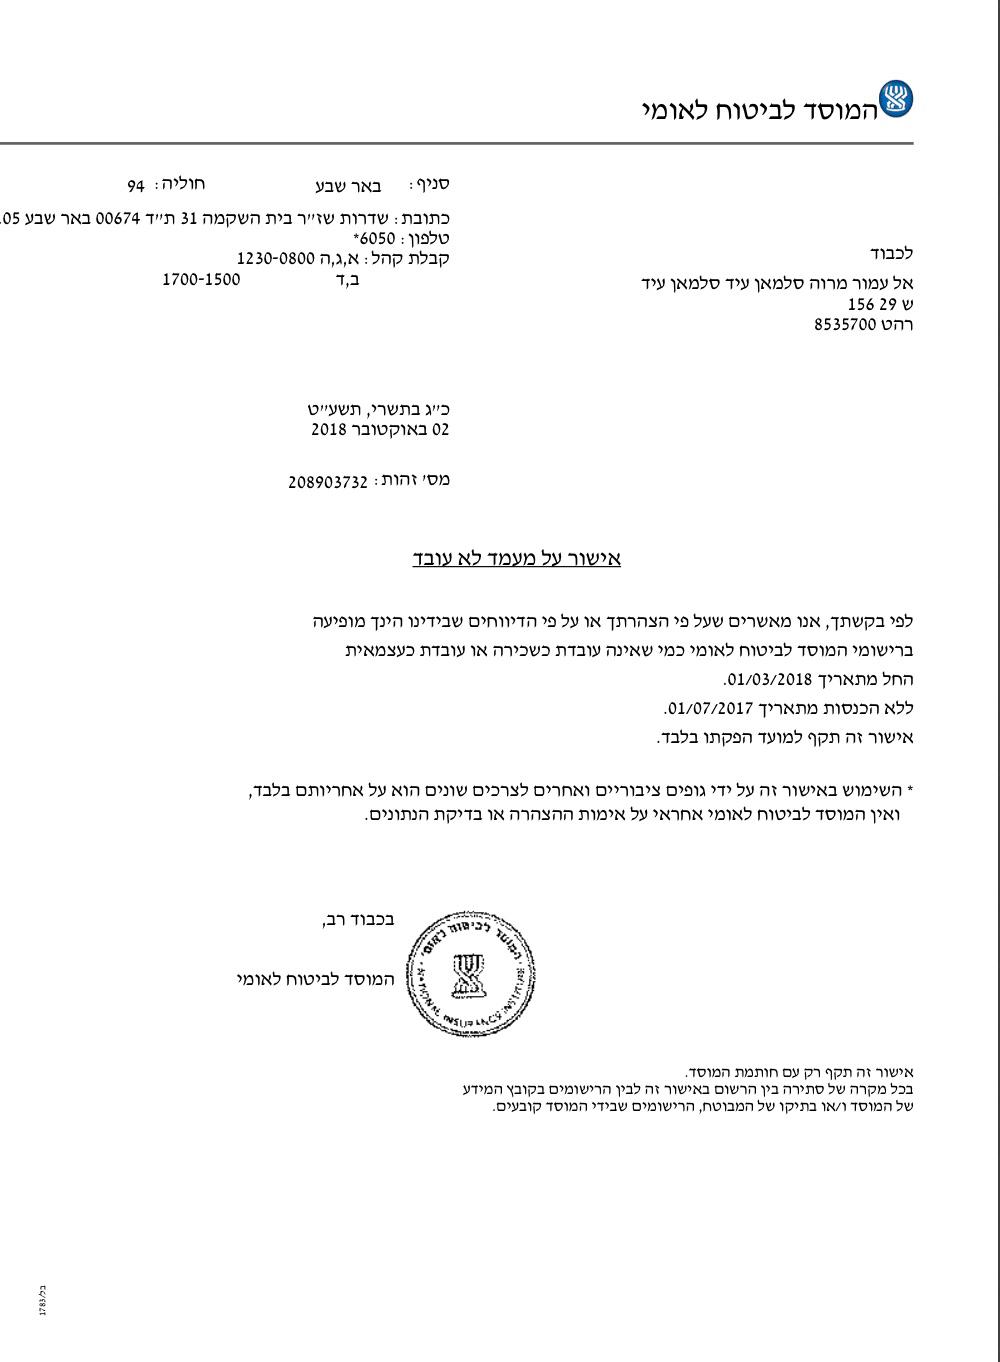 המוסד לביטוח לאומי
סניף: באר שבע חוליה: 94
כתובת: שדרות שז"ר בית השקמה 31 ת"ד 00674 באר שבע 05.
טלפון: 6050*
קבלת קהל: א,ג,ה 1230-0800
ב,ד 1700-1500
לכבוד
אל עמור מרוה סלמאן עיד סלמאן עיד
ש 29 156
רהט 8535700
כ"ג בתשרי, תשע"ט
02 באוקטובר 2018
מס' זהות: 208903732
אישור על מעמד לא עובד
לפי בקשתך, אנו מאשרים שעל פי הצהרתך או על פי הדיווחים שבידינו הינך מופיעה
ברישומי המוסד לביטוח לאומי כמי שאינה עובדת כשכירה או עובדת כעצמאית
החל מתאריך 01/03/2018.
ללא הכנסות מתאריך 01/07/2017.
אישור זה תקף למועד הפקתו בלבד.
* השימוש באישור זה על ידי גופים ציבוריים ואחרים לצרכים שונים הוא על אחריותם בלבד,
ואין המוסד לביטוח לאומי אחראי על אימות ההצהרה או בדיקת הנתונים.
בכבוד רב,
המוסד לביטוח לאומי
אישור זה תקף רק עם חותמת המוסד.
בכל מקרה של סתירה בין הרשום באישור זה לבין הרישומים בקובץ המידע
של המוסד ו/או בתיקו של המבוטח, הרישומים שבידי המוסד קובעים.
בל/1783